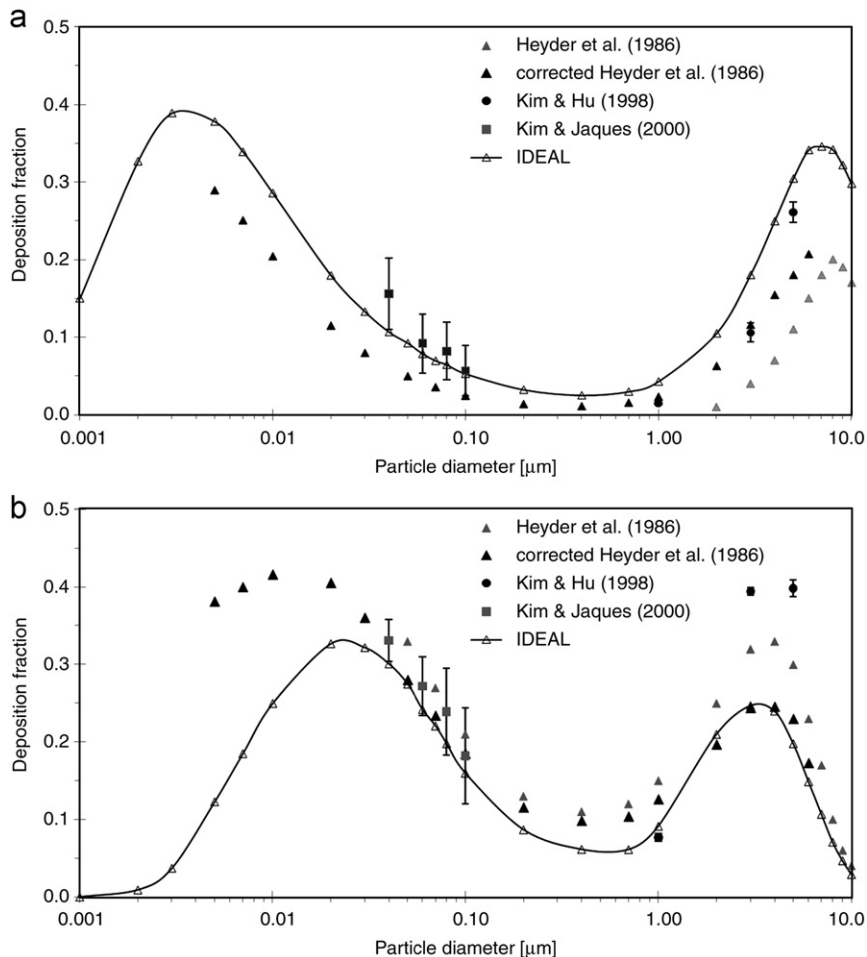 a
0.5
0.4
0.3
0.2
0.1
0.0
Deposition fraction
Heyder et al. (1986)
corrected Heyder et al. (1986)
Kim & Hu (1998)
Kim & Jaques (2000)
IDEAL
0.001
0.01
0.10
1.00
10.0
Particle diameter [μm]
b
0.5
0.4
0.3
0.2
0.1
0.0
Deposition fraction
Heyder et al. (1986)
corrected Heyder et al. (1986)
Kim & Hu (1998)
Kim & Jaques (2000)
IDEAL
0.001
0.01
0.10
1.00
10.0
Particle diameter [μm]